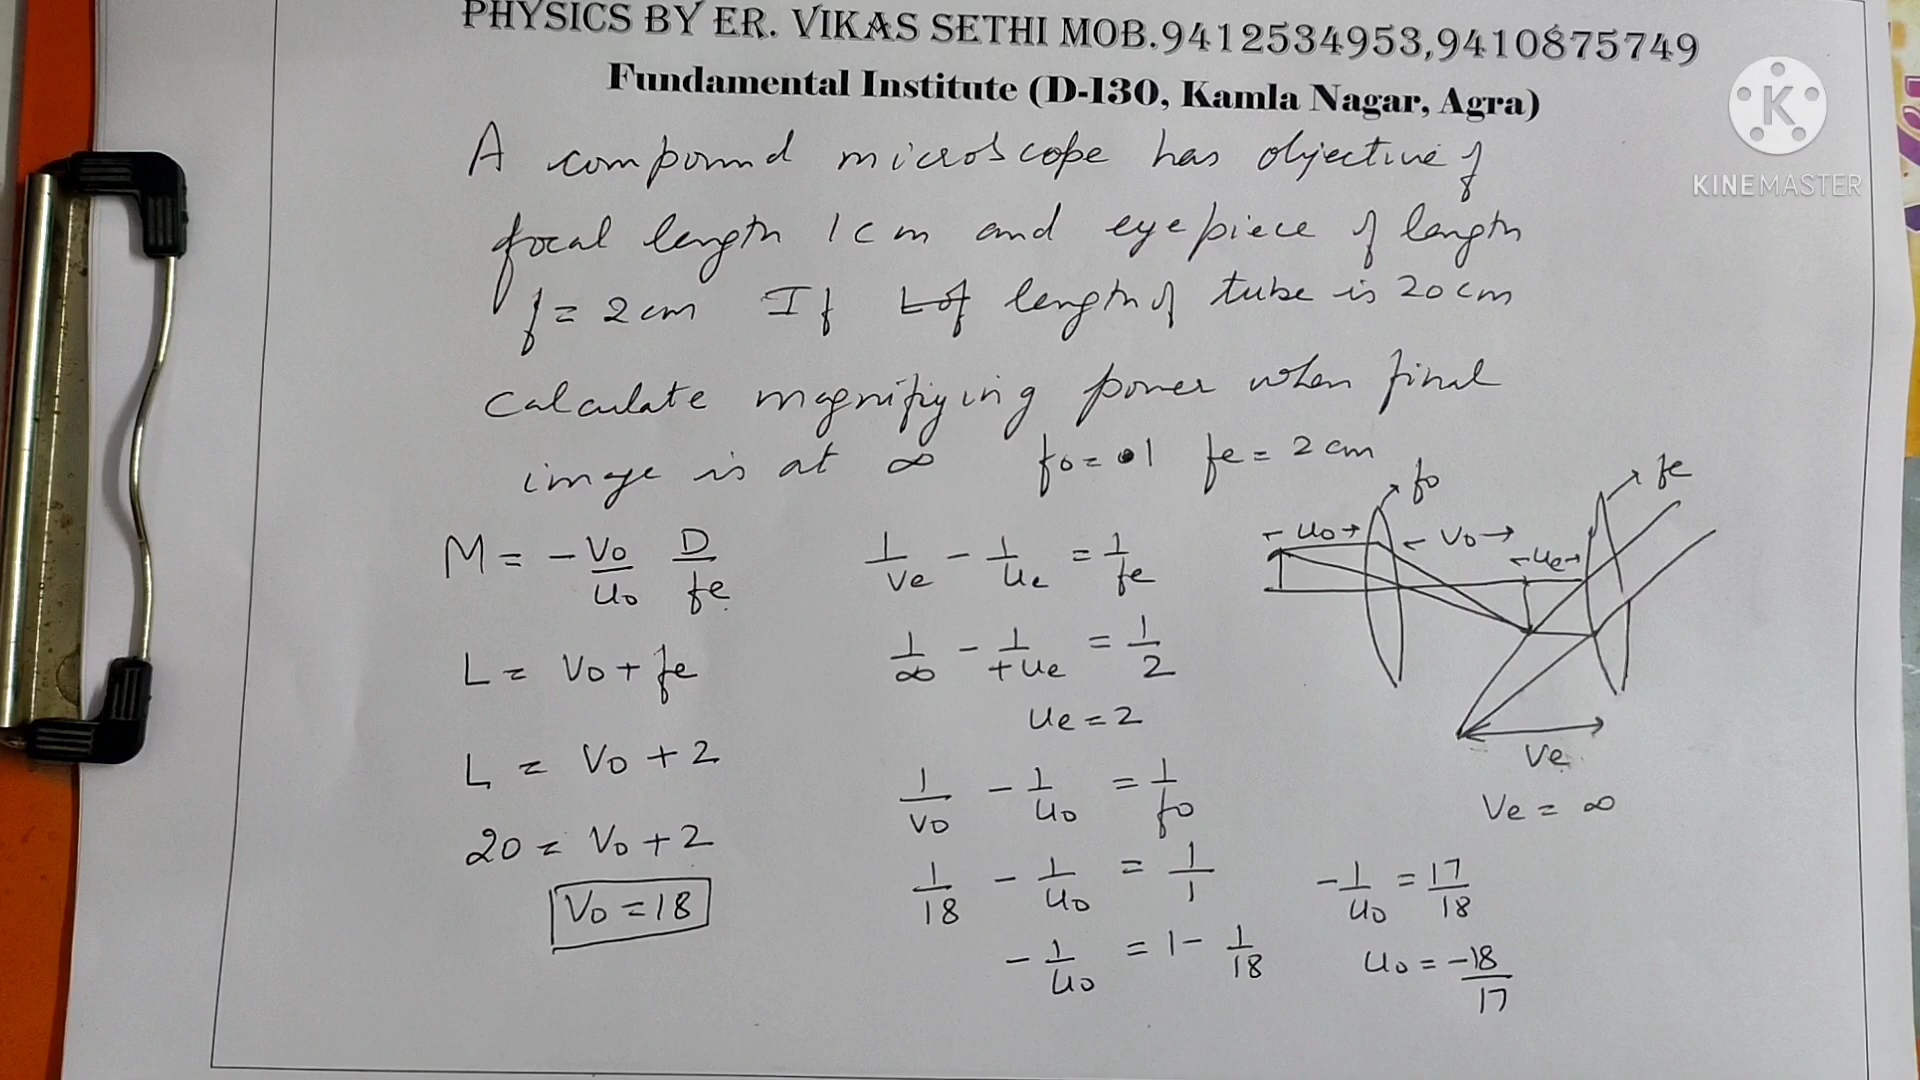 PHYSICS BY ER. VIKAS SETHI MOB.9412534953,9410875749
Fundamental Institute (D-130, Kamla Nagar, Agra)
K
KINEMASTER
A compound microscope has objective of
focal length 1cm and eyepiece of length
f = 2cm If length of tube is 20cm
calculate magnifying power when final
image is at ∞ fo = 1 fe = 2 cm
M = - Vo/uo D/fe
L = Vo + fe
L = Vo + 2
20 = Vo + 2
Vo = 18
1/ve - 1/ue = 1/fe
1/∞ - 1/+ue = 1/2
ue = 2
1/vo - 1/uo = 1/fo
1/18 - 1/uo = 1/1
- 1/uo = 1 - 1/18
fo
fe
uo
Vo
ue
Ve
Ve = ∞
- 1/uo = 17/18
uo = -18/17